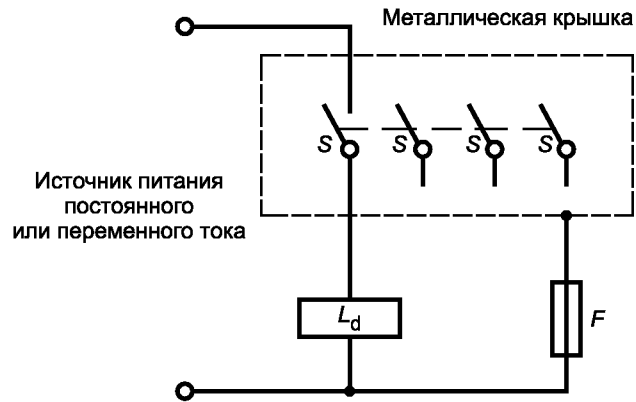 Металлическая крышка
S S S S
Источник питания
постоянного
или переменного тока
Ld
F